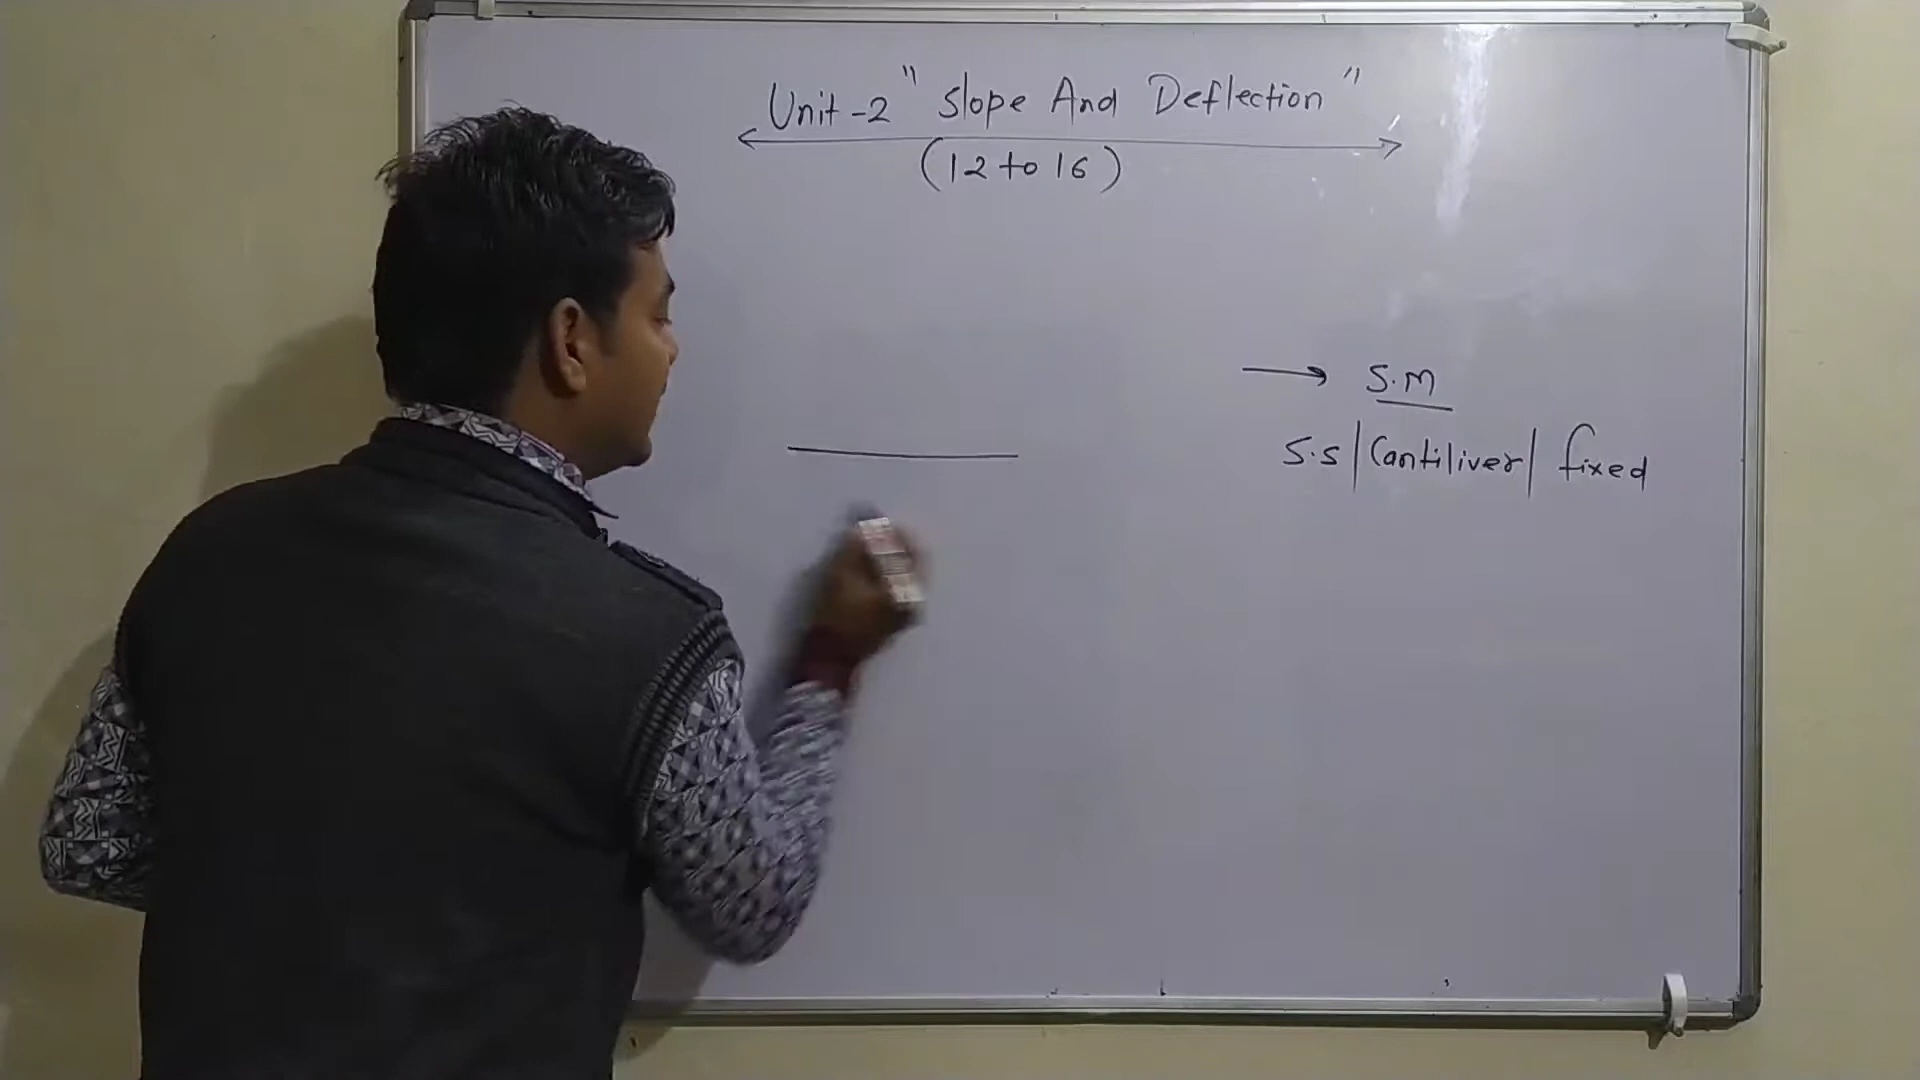 Unit-2 "Slope And Deflection"
(12 to 16)
→ S.M
S.S | Cantiliver | fixed